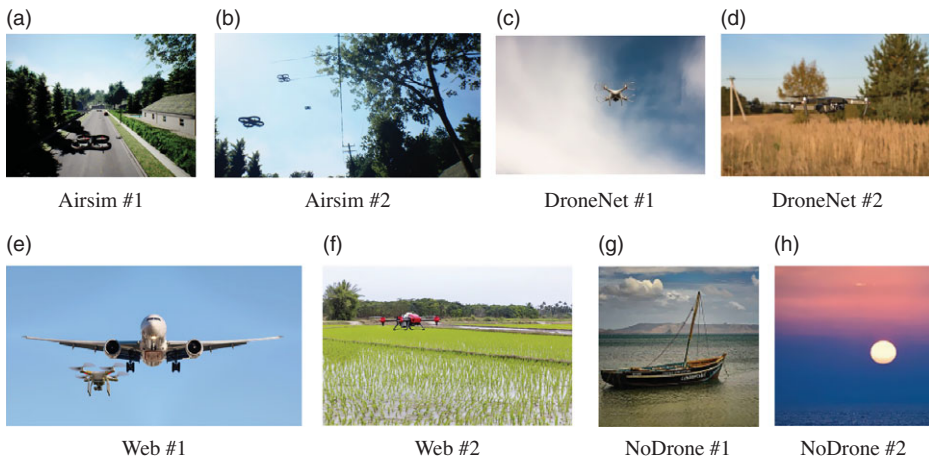 (a)
(b)
(c)
(d)
Airsim #1
Airsim #2
DroneNet #1
DroneNet #2
(e)
(f)
(g)
(h)
Web #1
Web #2
NoDrone #1
NoDrone #2